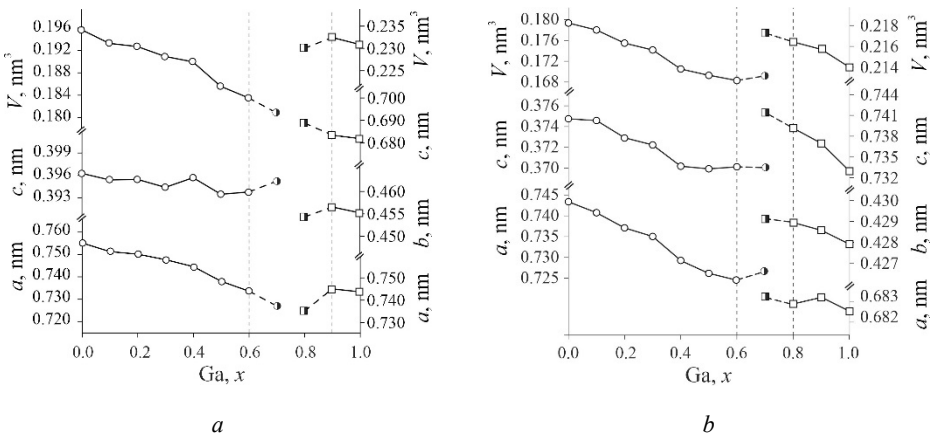 V, nm³
0.196
0.192
0.188
0.184
0.180
c, nm
0.399
0.396
0.393
a, nm
0.760
0.750
0.740
0.730
0.720
V, nm³
0.235
0.230
0.225
c, nm
0.700
0.690
0.680
b, nm
0.460
0.455
0.450
a, nm
0.750
0.740
0.730
0.0 0.2 0.4 0.6 0.8 1.0
Ga, x
a
V, nm³
0.180
0.176
0.172
0.168
c, nm
0.376
0.374
0.372
0.370
a, nm
0.745
0.740
0.735
0.730
0.725
V, nm³
0.218
0.216
0.214
c, nm
0.744
0.741
0.738
0.735
0.732
b, nm
0.430
0.429
0.428
0.427
a, nm
0.683
0.682
0.0 0.2 0.4 0.6 0.8 1.0
Ga, x
b